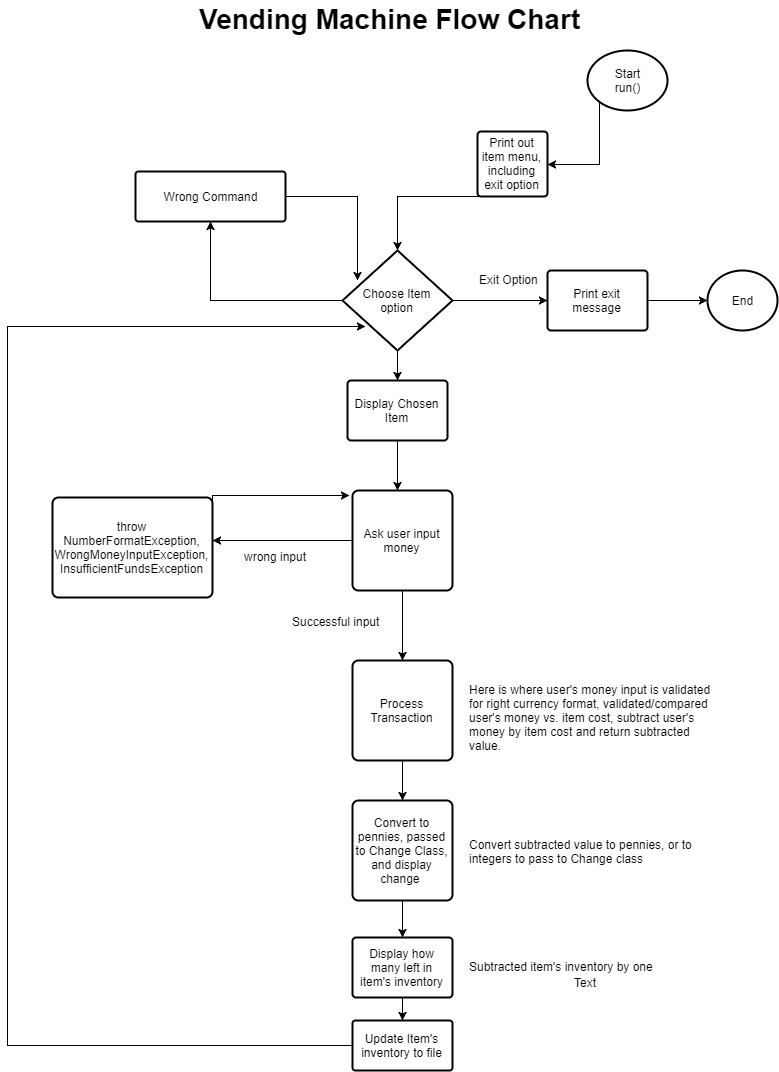 Vending Machine Flow Chart
Start
run()
Print out
item menu,
including
exit option
Wrong Command
Choose Item
option
Exit Option
Print exit
message
End
Display Chosen
Item
throw
NumberFormatException,
WrongMoneyInputException,
InsufficientFundsException
wrong input
Ask user input
money
Successful input
Process
Transaction
Here is where user's money input is validated
for right currency format, validated/compared
user's money vs. item cost, subtract user's
money by item cost and return subtracted
value.
Convert to
pennies, passed
to Change Class,
and display
change
Convert subtracted value to pennies, or to
integers to pass to Change class
Display how
many left in
item's inventory
Subtracted item's inventory by one
Text
Update Item's
inventory to file